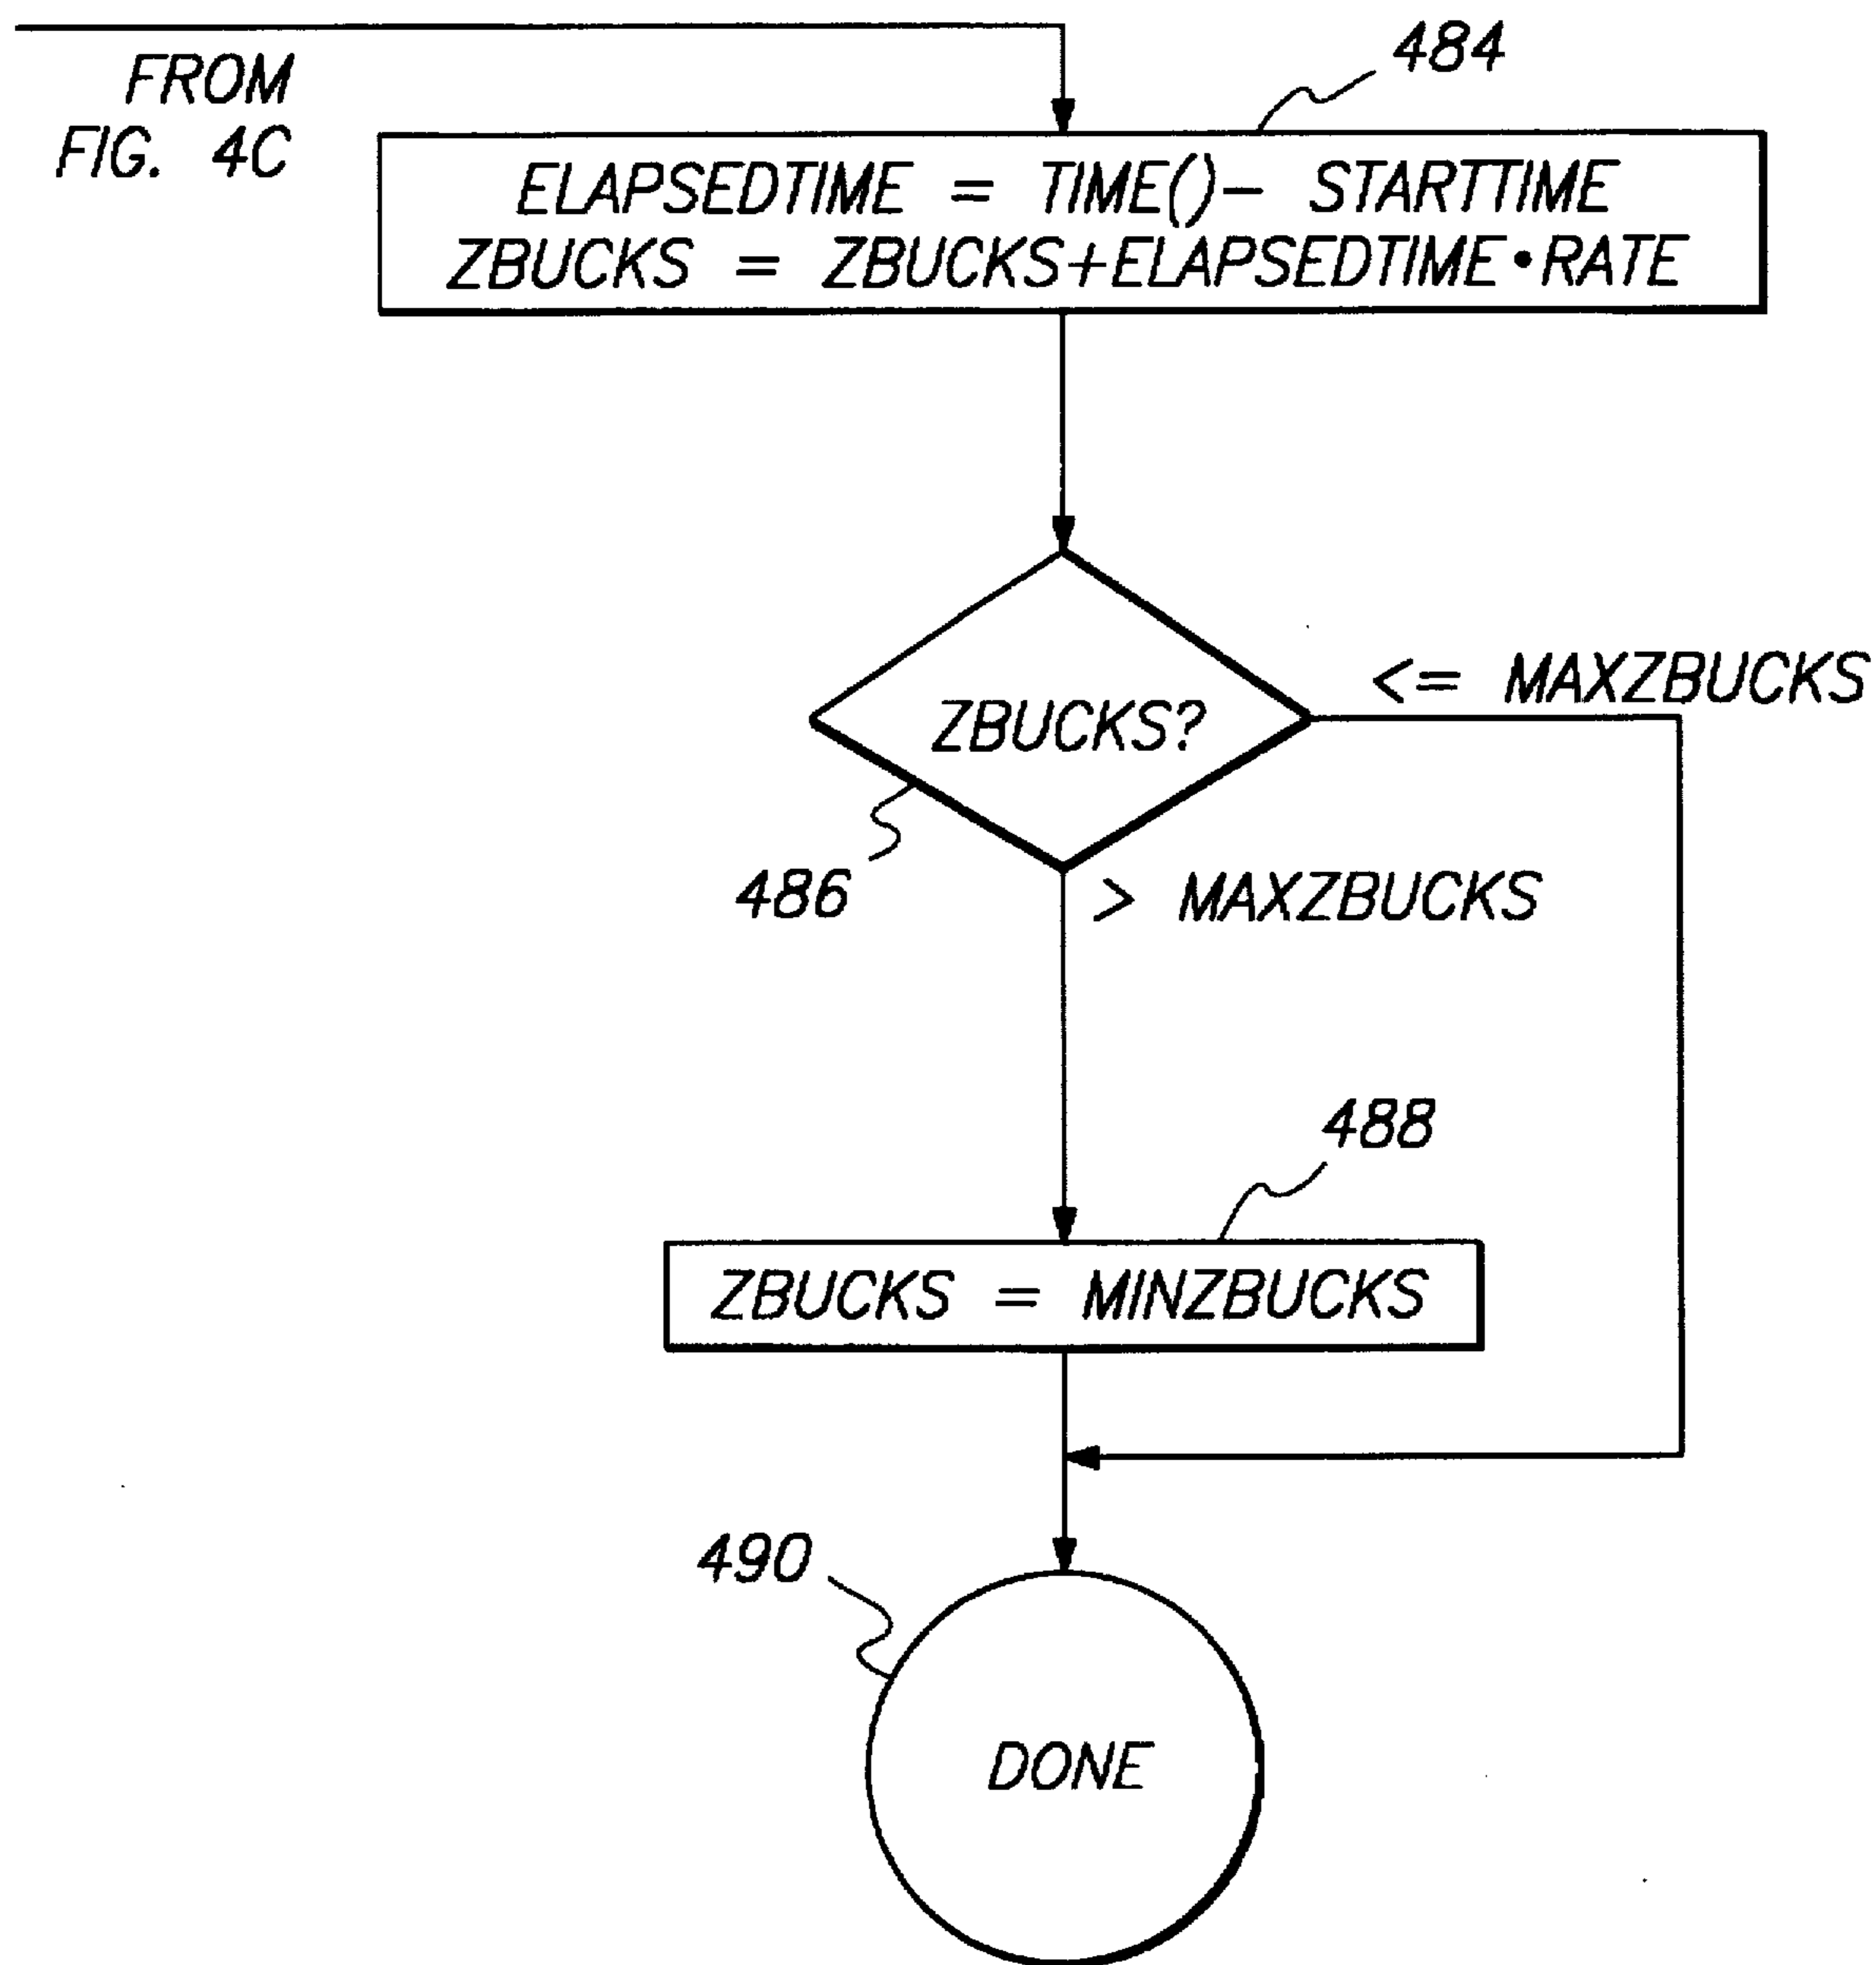 FROM
FIG. 4C
484
ELAPSEDTIME = TIME()- STARTTIME
ZBUCKS = ZBUCKS+ELAPSEDTIME•RATE
<= MAXZBUCKS
ZBUCKS?
486
> MAXZBUCKS
488
ZBUCKS = MINZBUCKS
490
DONE